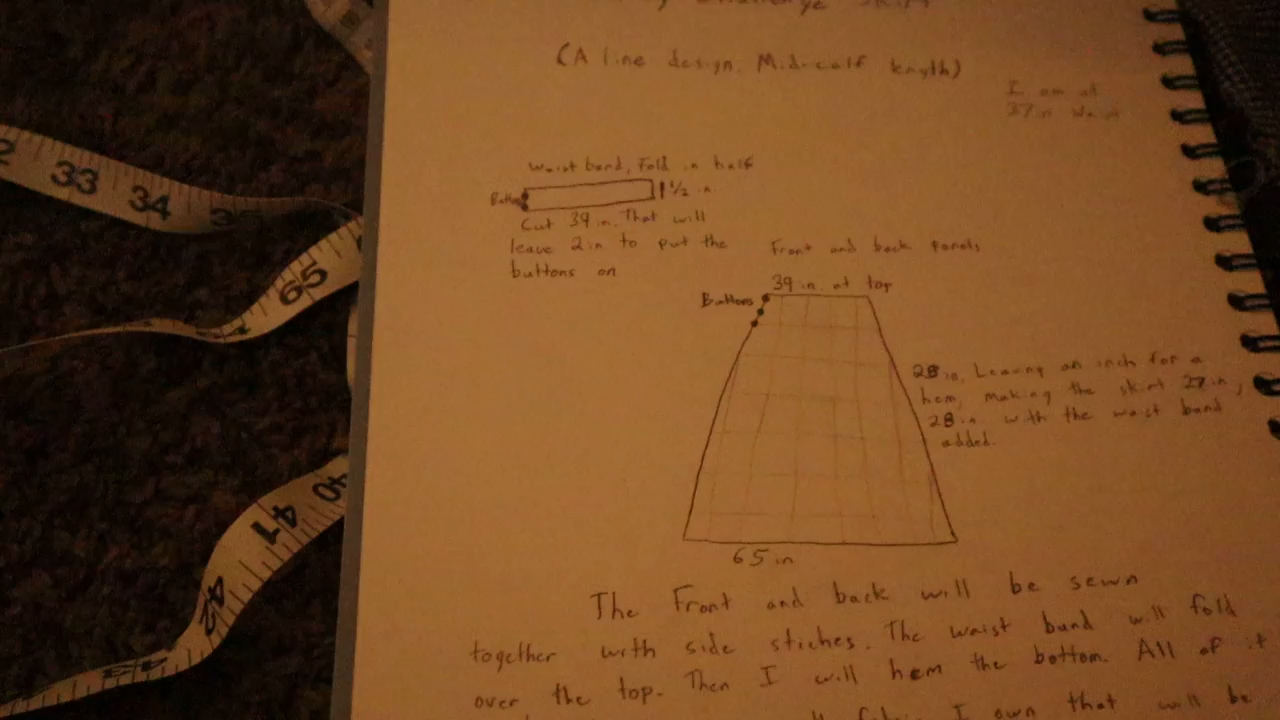 Challenge Skirt
(A line design. Mid-calf length)
I am at
37 in
Waist band, Fold in half
Button
1 1/2 in
Cut 39 in. That will
leave 2 in to put the
buttons on
Front and back Panels
39 in. at top
Buttons
28 in. Leaving an inch for a
hem, making the skirt 27 in,
28 in with the waist band
added.
65 in
The Front and back will be sewn
together with side stiches. The waist band will fold
over the top. Then I will hem the bottom. All of it
I own that will be
2
33
34
65
40
41
42
43